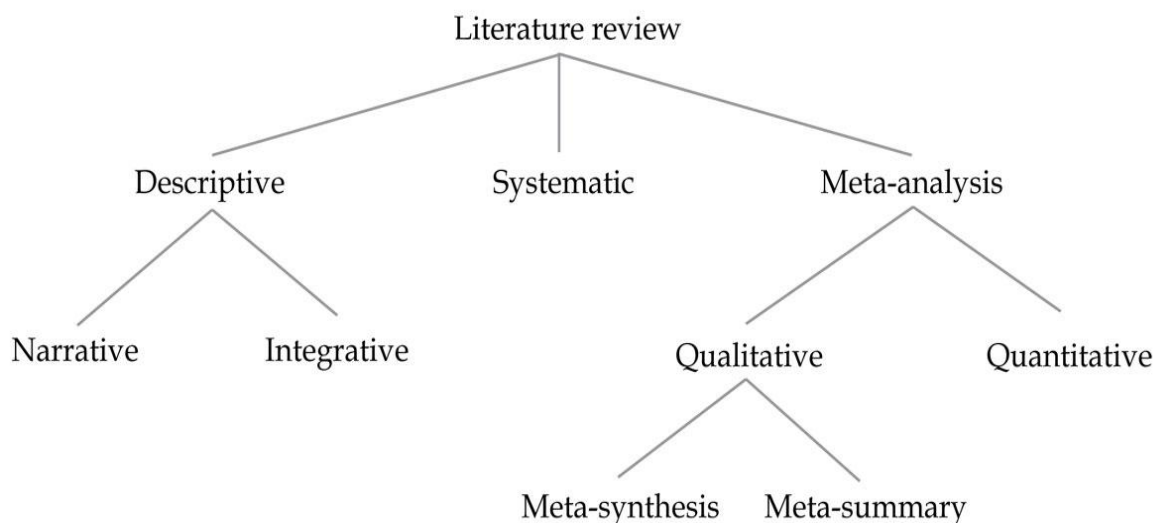 Literature review
Descriptive Systematic Meta-analysis
Narrative Integrative Qualitative Quantitative
Meta-synthesis Meta-summary